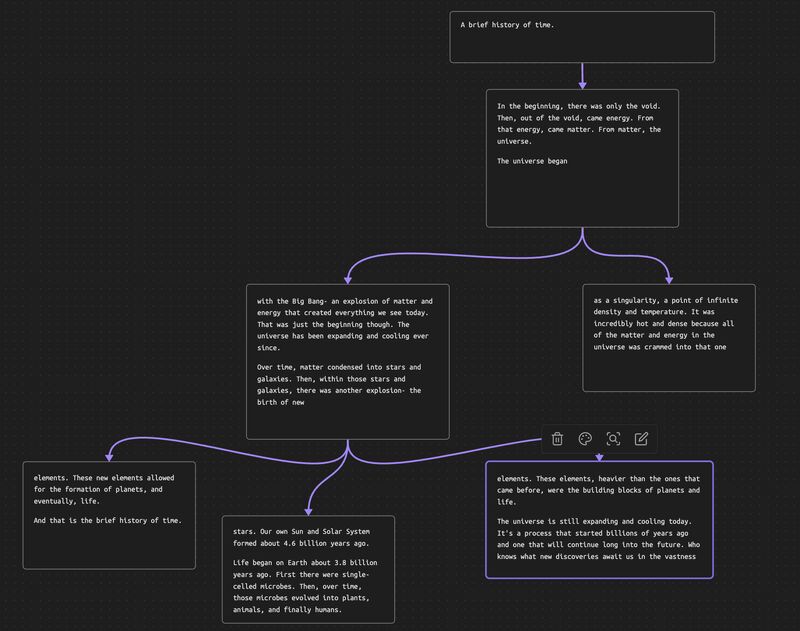 A brief history of time.
In the beginning, there was only the void.
Then, out of the void, came energy. From
that energy, came matter. From matter, the
universe.
The universe began
with the Big Bang- an explosion of matter and
energy that created everything we see today.
That was just the beginning though. The
universe has been expanding and cooling ever
since.
Over time, matter condensed into stars and
galaxies. Then, within those stars and
galaxies, there was another explosion- the
birth of new
as a singularity, a point of infinite
density and temperature. It was
incredibly hot and dense because all
of the matter and energy in the
universe was crammed into that one
elements. These new elements allowed
for the formation of planets, and
eventually, life.
And that is the brief history of time.
stars. Our own Sun and Solar System
formed about 4.6 billion years ago.
Life began on Earth about 3.8 billion
years ago. First there were single-
celled microbes. Then, over time,
those microbes evolved into plants,
animals, and finally humans.
elements. These elements, heavier than the ones that
came before, were the building blocks of planets and
life.
The universe is still expanding and cooling today.
It's a process that started billions of years ago
and one that will continue long into the future. Who
knows what new discoveries await us in the vastness